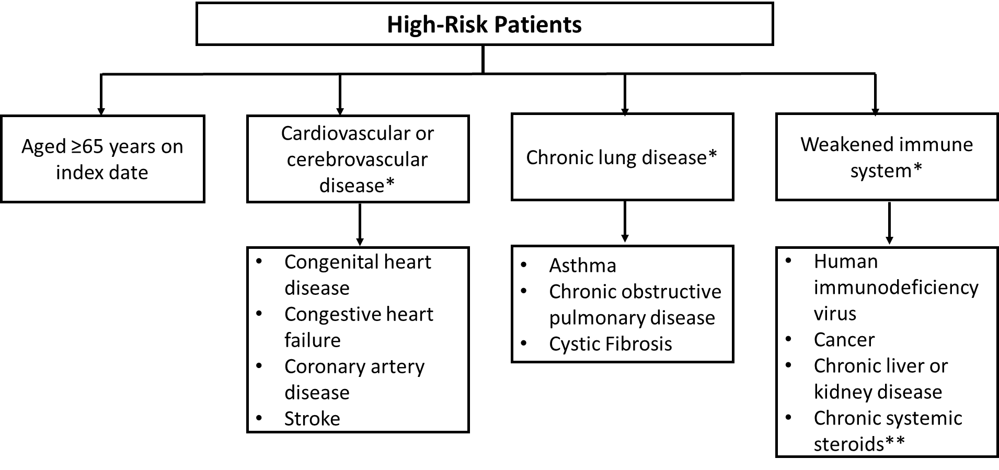 High-Risk Patients
Aged ≥65 years on
index date
Cardiovascular or
cerebrovascular
disease*
Chronic lung disease*
Weakened immune
system*
• Congenital heart
disease
• Congestive heart
failure
• Coronary artery
disease
• Stroke
• Asthma
• Chronic obstructive
pulmonary disease
• Cystic Fibrosis
• Human
immunodeficiency
virus
• Cancer
• Chronic liver or
kidney disease
• Chronic systemic
steroids**